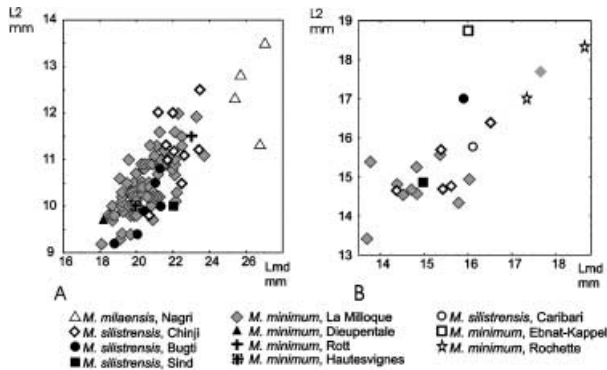 L2
mm
14
13
12
11
10
9
16 18 20 22 24 26
Lmd
mm
A
L2
mm
19
18
17
16
15
14
13
14 15 16 17 18
Lmd
mm
B
M. milaensis, Nagri
M. silistrensis, Chinji
M. silistrensis, Bugti
M. silistrensis, Sind
M. minimum, La Milloque
M. minimum, Dieupentale
M. minimum, Rott
M. minimum, Hautesvignes
M. silistrensis, Caribari
M. minimum, Ebnat-Kappel
M. minimum, Rochette